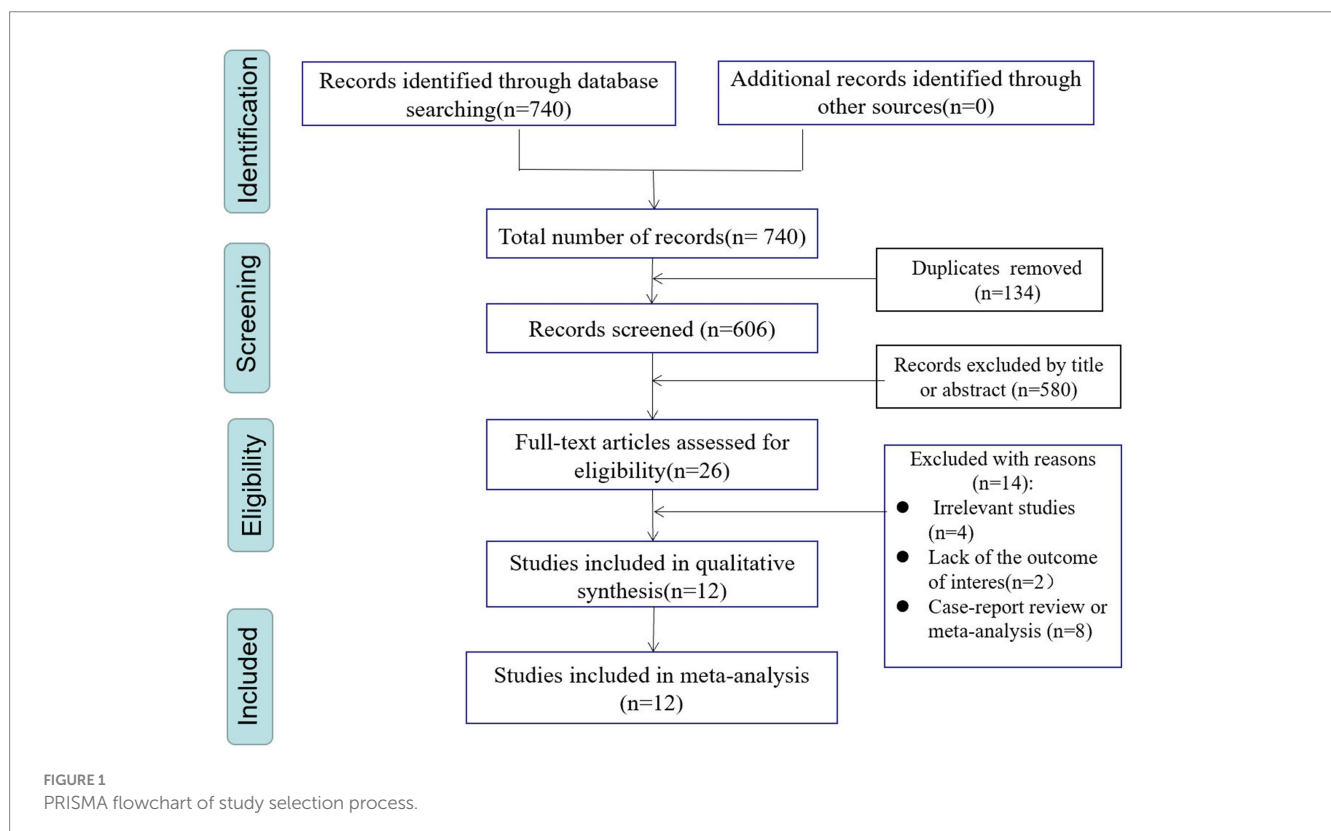 Identification
Records identified through database
searching(n=740)
Additional records identified through
other sources(n=0)
Total number of records(n= 740)
Screening
Duplicates removed
(n=134)
Records screened (n=606)
Records excluded by title
or abstract (n=580)
Eligibility
Full-text articles assessed for
eligibility(n=26)
Excluded with reasons
(n=14):
● Irrelevant studies
(n=4)
● Lack of the outcome
of interes(n=2）
● Case-report review or
meta-analysis (n=8)
Studies included in qualitative
synthesis(n=12)
Included
Studies included in meta-analysis
(n=12)
FIGURE 1
PRISMA flowchart of study selection process.